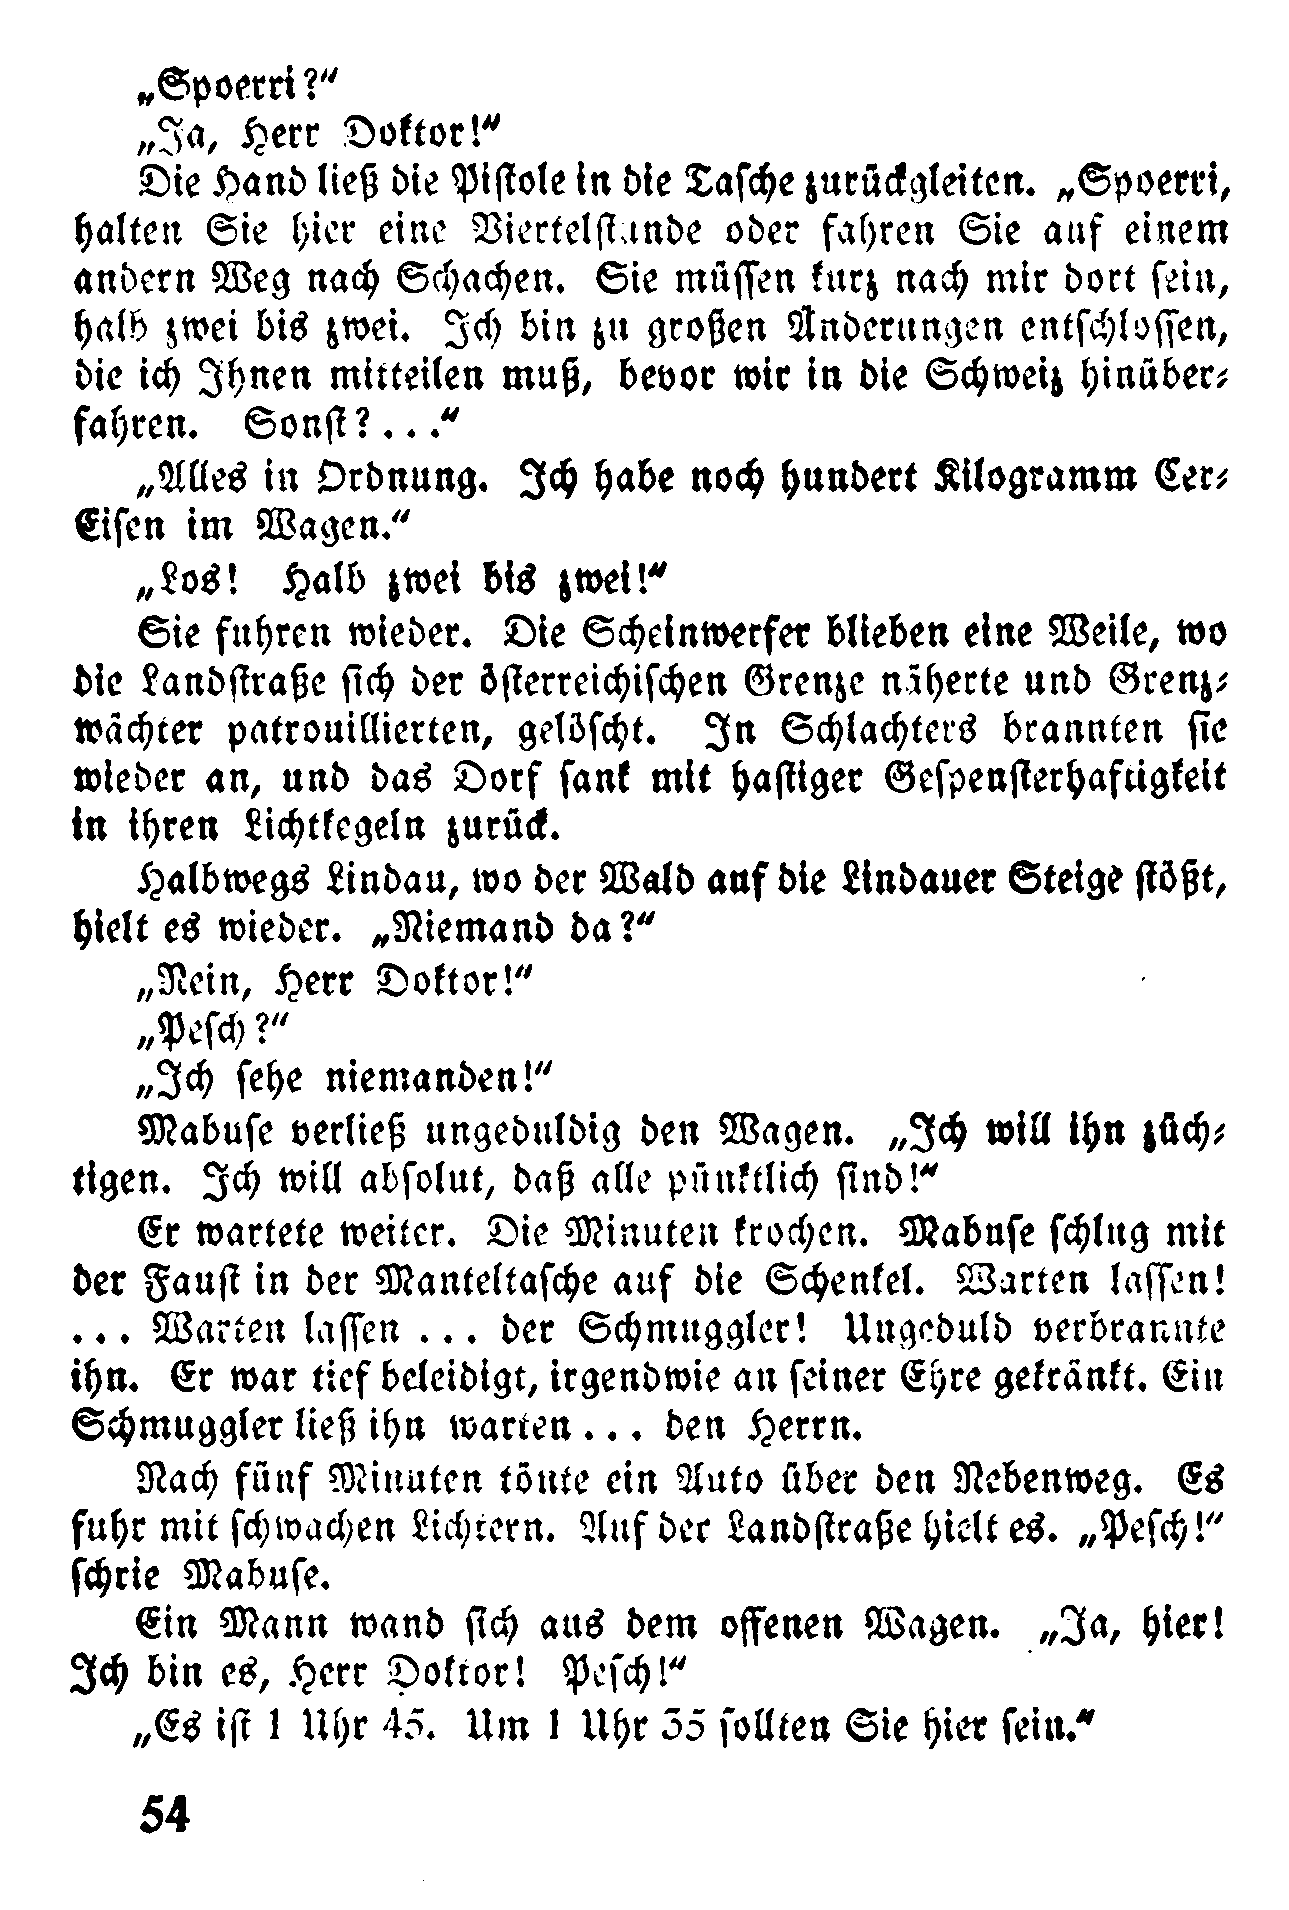 „Spoerri?“
„Ja, Herr Doktor!“
Die Hand ließ die Pistole in die Tasche zurückgleiten. „Spoerri,
halten Sie hier eine Viertelstunde oder fahren Sie auf einem
andern Weg nach Schachen. Sie müssen kurz nach mir dort sein,
halb zwei bis zwei. Ich bin zu großen Änderungen entschlossen,
die ich Ihnen mitteilen muß, bevor wir in die Schweiz hinüber-
fahren. Sonst? . . .“
„Alles in Ordnung. Ich habe noch hundert Kilogramm Cer-
Eisen im Wagen.“
„Los! Halb zwei bis zwei!“
Sie fuhren wieder. Die Scheinwerfer blieben eine Weile, wo
die Landstraße sich der österreichischen Grenze näherte und Grenz-
wächter patrouillierten, gelöscht. In Schlachters brannten sie
wieder an, und das Dorf sank mit hastiger Gespensterhaftigkeit
in ihren Lichtkegeln zurück.
Halbwegs Lindau, wo der Wald auf die Lindauer Steige stößt,
hielt es wieder. „Niemand da?“
„Nein, Herr Doktor!“
„Pesch?“
„Ich sehe niemanden!“
Mabuse verließ ungeduldig den Wagen. „Ich will ihn züch-
tigen. Ich will absolut, daß alle pünktlich sind!“
Er wartete weiter. Die Minuten krochen. Mabuse schlug mit
der Faust in der Manteltasche auf die Schenkel. Warten lassen!
. . . Warten lassen . . . der Schmuggler! Ungeduld verbrannte
ihn. Er war tief beleidigt, irgendwie an seiner Ehre gekränkt. Ein
Schmuggler ließ ihn warten . . . den Herrn.
Nach fünf Minuten tönte ein Auto über den Nebenweg. Es
fuhr mit schwachen Lichtern. Auf der Landstraße hielt es. „Pesch!“
schrie Mabuse.
Ein Mann wand sich aus dem offenen Wagen. „Ja, hier!
Ich bin es, Herr Doktor! Pesch!“
„Es ist 1 Uhr 45. Um 1 Uhr 35 sollten Sie hier sein.“
54